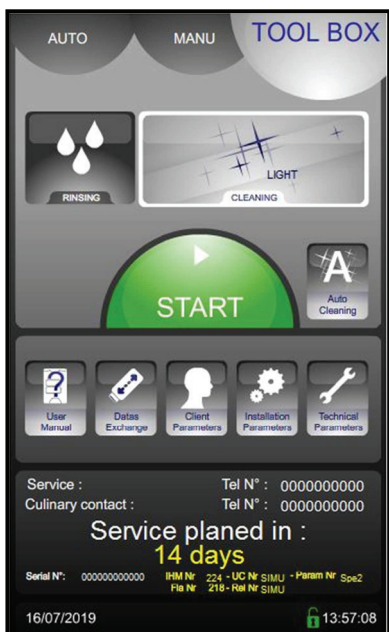 AUTO MANU TOOL BOX
LIGHT
RINSING CLEANING
START
A
Auto
Cleaning
?
User Manual
Datas Exchange
Client Parameters
Installation Parameters
Technical Parameters
Service : Tel N° : 0000000000
Culinary contact : Tel N° : 0000000000
Service planed in :
14 days
Serial N°: 000000000000 IHM Nr 224 - UC Nr SIMU - Param Nr Spe2
Fla Nr 218 - Rel Nr SIMU
16/07/2019 13:57:08